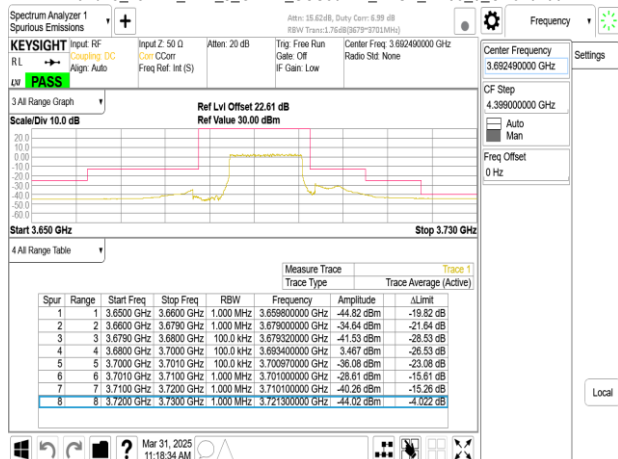 Spectrum Analyzer 1
Spurious Emissions
Attn: 15.62dB, Duty Corr: 6.99 dB
RBW Trans:1.76dB(3679~3701MHz)
Frequency
KEYSIGHT
RL
PASS
Input: RF
Coupling: DC
Align: Auto
Input Z: 50 Ω
Corr CCorr
Freq Ref: Int (S)
Atten: 20 dB
Trig: Free Run
Gate: Off
IF Gain: Low
Center Freq: 3.692490000 GHz
Radio Std: None
Center Frequency
3.692490000 GHz
Settings
CF Step
4.399000000 GHz
Auto
Man
Freq Offset
0 Hz
3 All Range Graph
Scale/Div 10.0 dB
Ref Lvl Offset 22.61 dB
Ref Value 30.00 dBm
20.0
10.0
0.00
-10.0
-20.0
-30.0
-40.0
-50.0
-60.0
Start 3.650 GHz
Stop 3.730 GHz
4 All Range Table
Measure Trace Trace 1
Trace Type Trace Average (Active)
Spur Range Start Freq Stop Freq RBW Frequency Amplitude ΔLimit
1 1 3.6500 GHz 3.6600 GHz 1.000 MHz 3.659800000 GHz -44.82 dBm -19.82 dB
2 2 3.6600 GHz 3.6790 GHz 1.000 MHz 3.679000000 GHz -34.64 dBm -21.64 dB
3 3 3.6790 GHz 3.6800 GHz 100.0 kHz 3.679320000 GHz -41.53 dBm -28.53 dB
4 4 3.6800 GHz 3.7000 GHz 100.0 kHz 3.693400000 GHz 3.467 dBm -26.53 dB
5 5 3.7000 GHz 3.7010 GHz 100.0 kHz 3.700970000 GHz -36.08 dBm -23.08 dB
6 6 3.7010 GHz 3.7100 GHz 1.000 MHz 3.701000000 GHz -28.61 dBm -15.61 dB
7 7 3.7100 GHz 3.7200 GHz 1.000 MHz 3.710100000 GHz -40.26 dBm -15.26 dB
8 8 3.7200 GHz 3.7300 GHz 1.000 MHz 3.721300000 GHz -44.02 dBm -4.022 dB
Local
Mar 31, 2025
11:18:34 AM